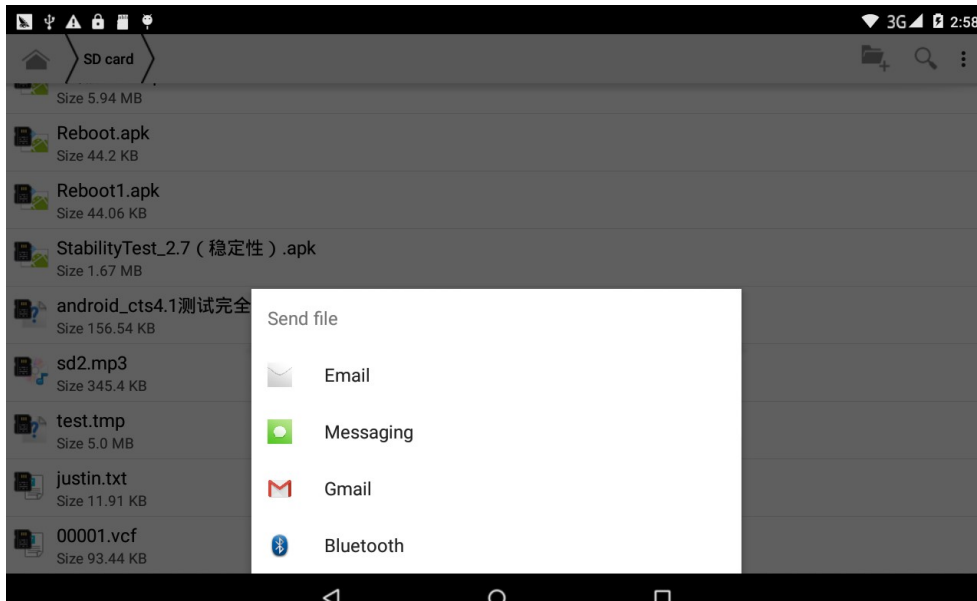 3G 2:58
SD card
Size 5.94 MB
Reboot.apk
Size 44.2 KB
Reboot1.apk
Size 44.06 KB
StabilityTest_2.7（稳定性）.apk
Size 1.67 MB
android_cts4.1测试完全
Size 156.54 KB
sd2.mp3
Size 345.4 KB
test.tmp
Size 5.0 MB
justin.txt
Size 11.91 KB
00001.vcf
Size 93.44 KB
Send file
Email
Messaging
Gmail
Bluetooth